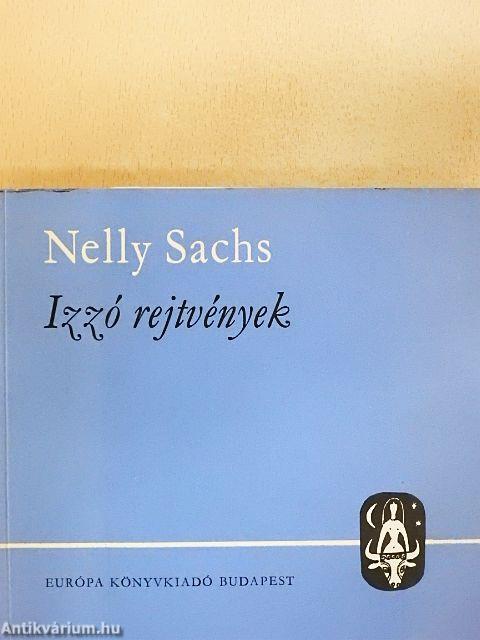 Nelly Sachs
Izzó rejtvények
EURÓPA KÖNYVKIADÓ BUDAPEST
Antikvárium.hu